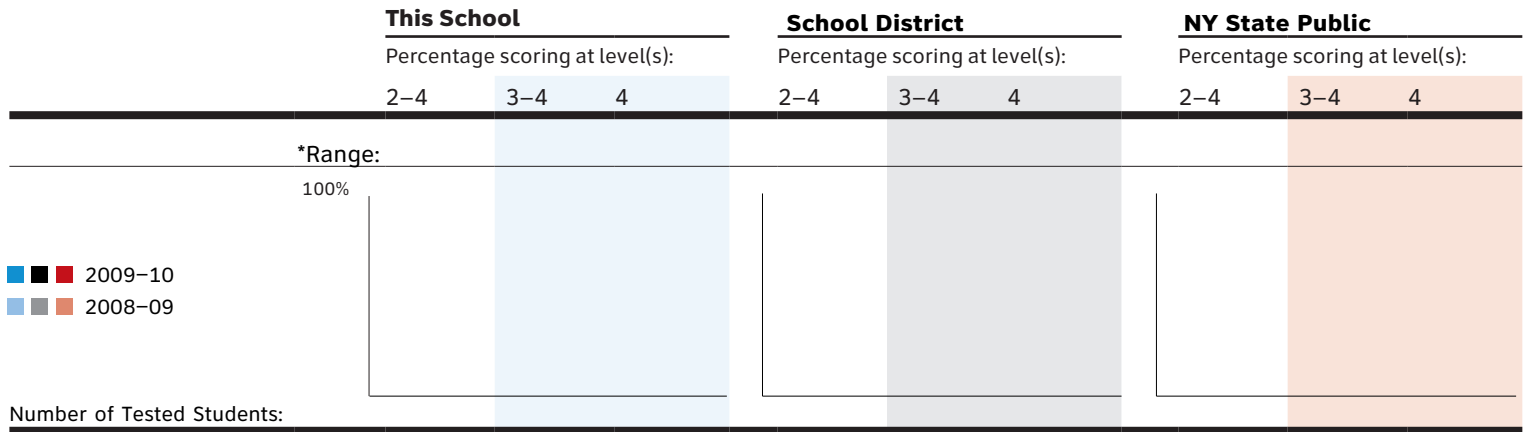 This School School District NY State Public
Percentage scoring at level(s): Percentage scoring at level(s): Percentage scoring at level(s):
2–4 3–4 4 2–4 3–4 4 2–4 3–4 4
*Range:
100%
2009–10
2008–09
Number of Tested Students: